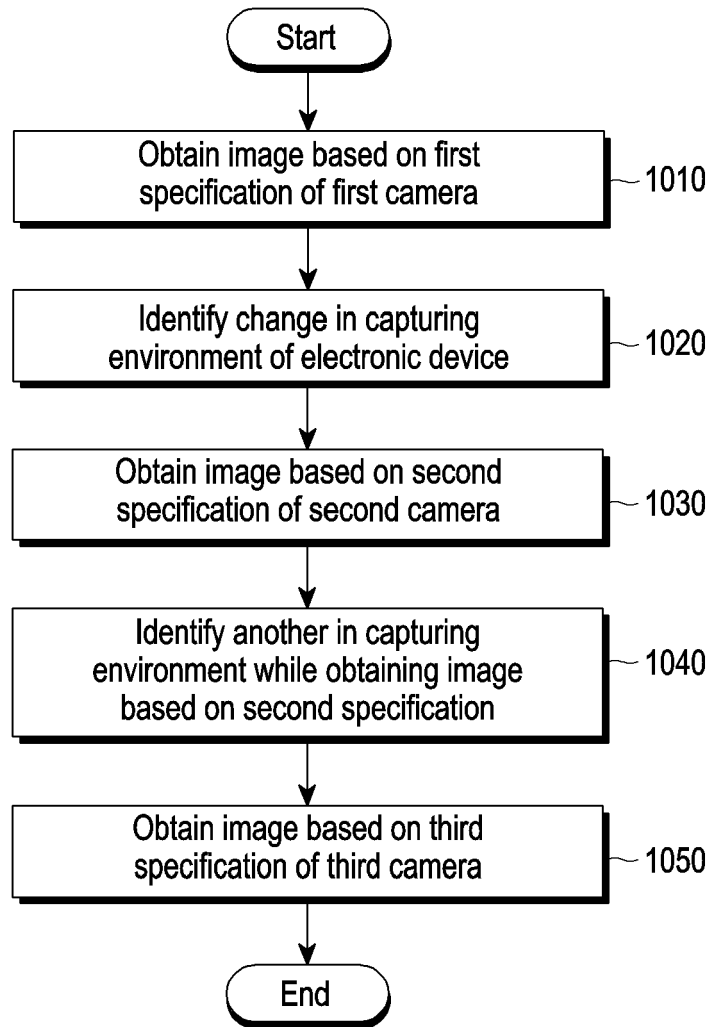 Start
Obtain image based on first
specification of first camera
1010
Identify change in capturing
environment of electronic device
1020
Obtain image based on second
specification of second camera
1030
Identify another in capturing
environment while obtaining image
based on second specification
1040
Obtain image based on third
specification of third camera
1050
End